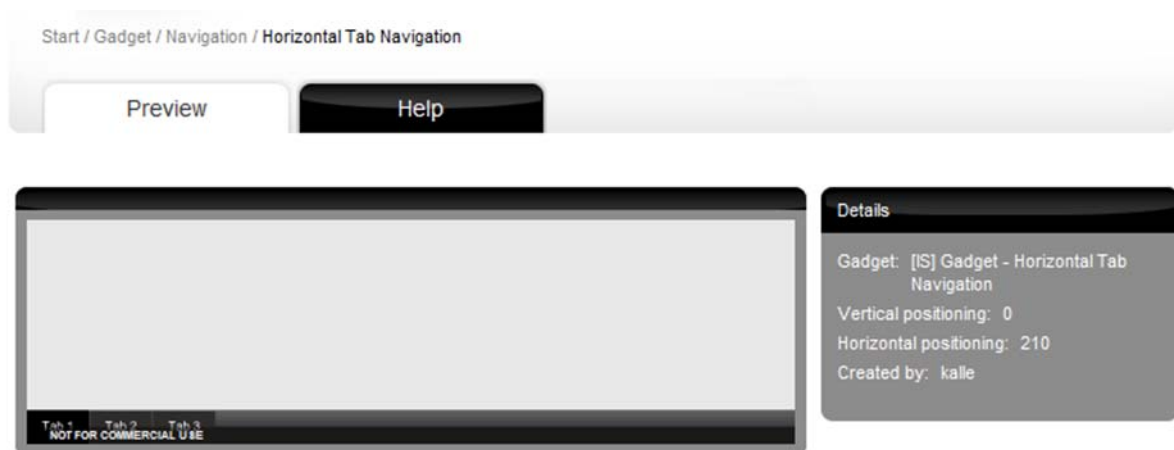 Start / Gadget / Navigation / Horizontal Tab Navigation
Preview
Help
Details
Gadget: [IS] Gadget - Horizontal Tab
Navigation
Vertical positioning: 0
Horizontal positioning: 210
Created by: kalle
Tab 1 Tab 2 Tab 3
NOT FOR COMMERCIAL USE